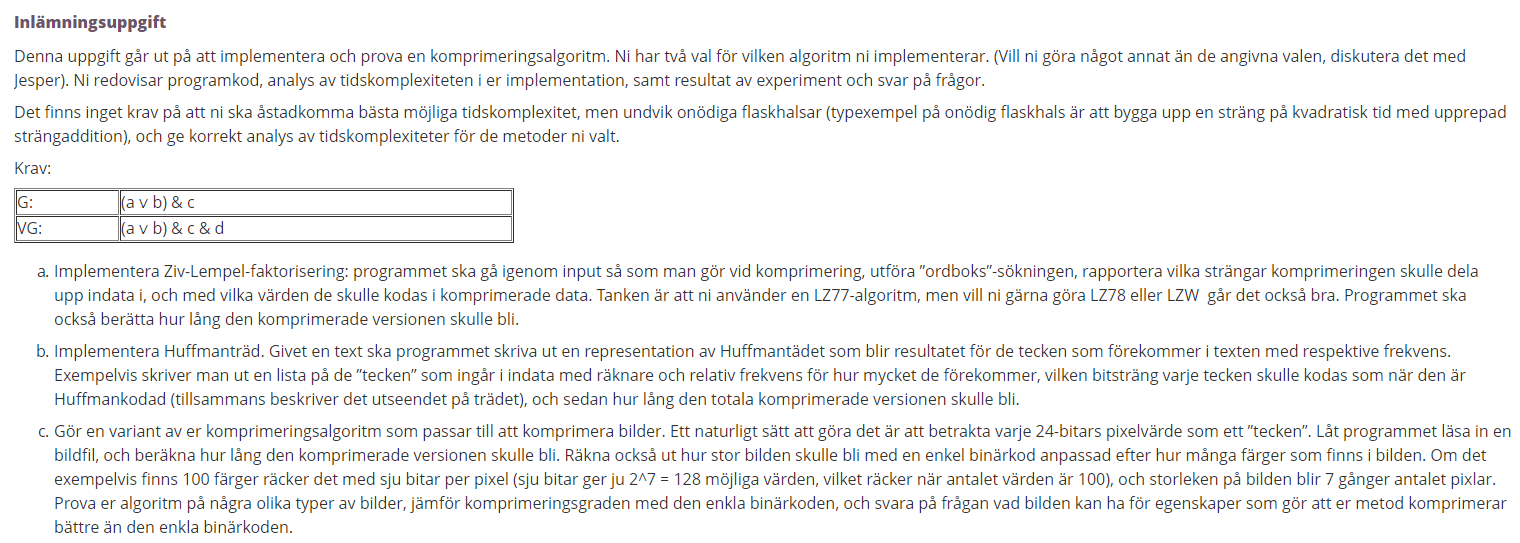 Inlämningsuppgift
Denna uppgift går ut på att implementera och prova en komprimeringsalgoritm. Ni har två val för vilken algoritm ni implementerar. (Vill ni göra något annat än de angivna valen, diskutera det med
Jesper). Ni redovisar programkod, analys av tidskomplexiteten i er implementation, samt resultat av experiment och svar på frågor.
Det finns inget krav på att ni ska åstadkomma bästa möjliga tidskomplexitet, men undvik onödiga flaskhalsar (typexempel på onödig flaskhals är att bygga upp en sträng på kvadratisk tid med upprepad
strängaddition), och ge korrekt analys av tidskomplexiteter för de metoder ni valt.
Krav:
G: (a v b) & c
VG: (a v b) & c & d
a. Implementera Ziv-Lempel-faktorisering: programmet ska gå igenom input så som man gör vid komprimering, utföra ”ordboks”-sökningen, rapportera vilka strängar komprimeringen skulle dela
upp indata i, och med vilka värden de skulle kodas i komprimerade data. Tanken är att ni använder en LZ77-algoritm, men vill ni gärna göra LZ78 eller LZW går det också bra. Programmet ska
också berätta hur lång den komprimerade versionen skulle bli.
b. Implementera Huffmanträd. Givet en text ska programmet skriva ut en representation av Huffmantädet som blir resultatet för de tecken som förekommer i texten med respektive frekvens.
Exempelvis skriver man ut en lista på de ”tecken” som ingår i indata med räknare och relativ frekvens för hur mycket de förekommer, vilken bitsträng varje tecken skulle kodas som när den är
Huffmankodad (tillsammans beskriver det utseendet på trädet), och sedan hur lång den totala komprimerade versionen skulle bli.
c. Gör en variant av er komprimeringsalgoritm som passar till att komprimera bilder. Ett naturligt sätt att göra det är att betrakta varje 24-bitars pixelvärde som ett ”tecken”. Låt programmet läsa in en
bildfil, och beräkna hur lång den komprimerade versionen skulle bli. Räkna också ut hur stor bilden skulle bli med en enkel binärkod anpassad efter hur många färger som finns i bilden. Om det
exempelvis finns 100 färger räcker det med sju bitar per pixel (sju bitar ger ju 2^7 = 128 möjliga värden, vilket räcker när antalet värden är 100), och storleken på bilden blir 7 gånger antalet pixlar.
Prova er algoritm på några olika typer av bilder, jämför komprimeringsgraden med den enkla binärkoden, och svara på frågan vad bilden kan ha för egenskaper som gör att er metod komprimerar
bättre än den enkla binärkoden.